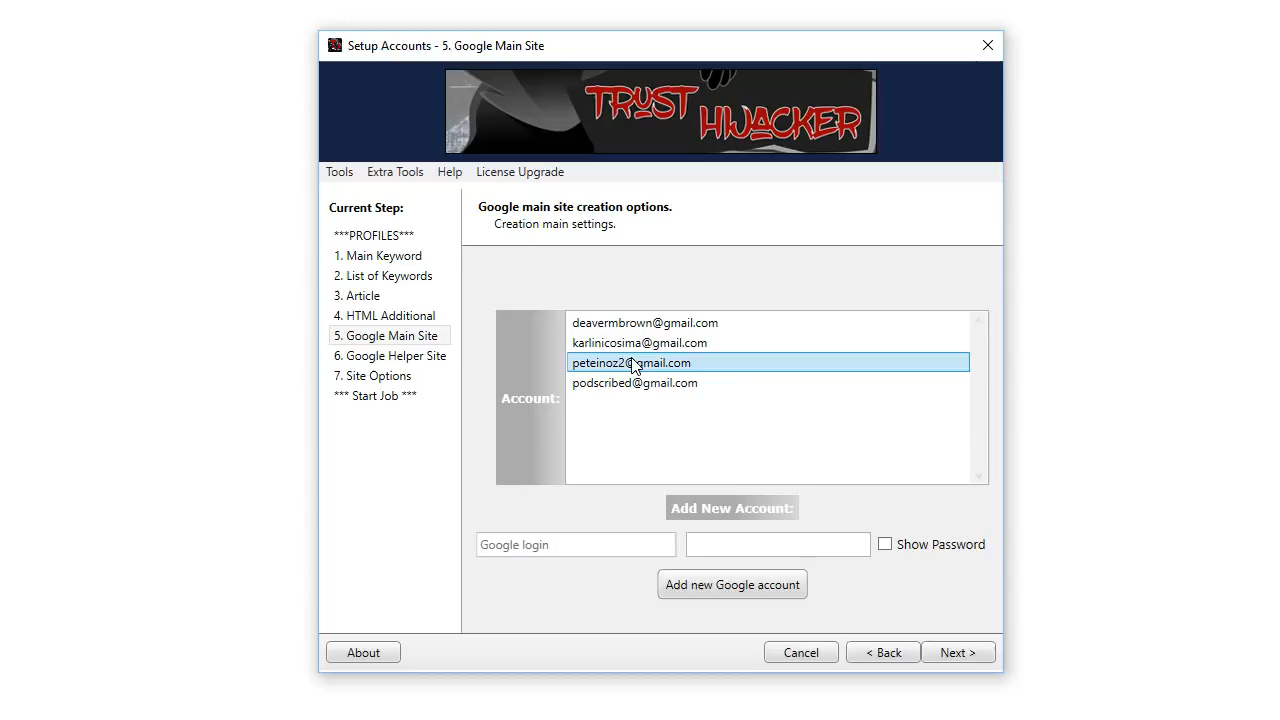 Setup Accounts - 5. Google Main Site
TRUST
HIJACKER
Tools Extra Tools Help License Upgrade
Current Step:
***PROFILES***
1. Main Keyword
2. List of Keywords
3. Article
4. HTML Additional
5. Google Main Site
6. Google Helper Site
7. Site Options
*** Start Job ***
Google main site creation options.
Creation main settings.
Account:
deavermbrown@gmail.com
karlinicosima@gmail.com
peteinoz2@gmail.com
podscribed@gmail.com
Add New Account:
Google login
Show Password
Add new Google account
About
Cancel
< Back
Next >